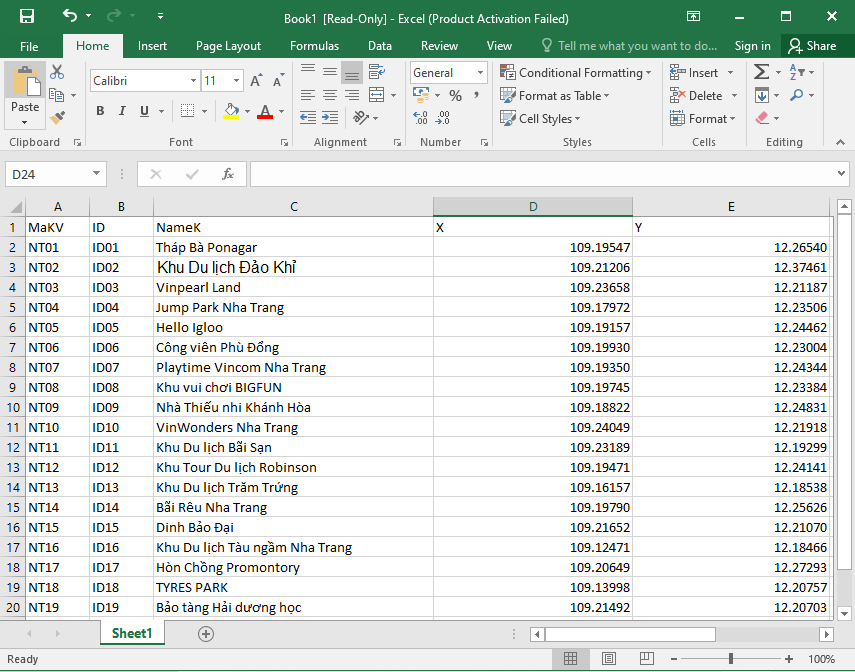 Book1 [Read-Only] - Excel (Product Activation Failed)
File Home Insert Page Layout Formulas Data Review View Tell me what you want to do... Sign in Share
Paste
Calibri 11
B I U
A
General
% ,
Conditional Formatting
Format as Table
Cell Styles
Insert
Delete
Format
Clipboard Font Alignment Number Styles Cells Editing
D24 fx
A B C D E
1 MaKV ID NameK X Y
2 NT01 ID01 Tháp Bà Ponagar 109.19547 12.26540
3 NT02 ID02 Khu Du lịch Đảo Khỉ 109.21206 12.37461
4 NT03 ID03 Vinpearl Land 109.23658 12.21187
5 NT04 ID04 Jump Park Nha Trang 109.17972 12.23506
6 NT05 ID05 Hello Igloo 109.19157 12.24462
7 NT06 ID06 Công viên Phù Đổng 109.19930 12.23004
8 NT07 ID07 Playtime Vincom Nha Trang 109.19350 12.24344
9 NT08 ID08 Khu vui chơi BIGFUN 109.19745 12.23384
10 NT09 ID09 Nhà Thiếu nhi Khánh Hòa 109.18822 12.24831
11 NT10 ID10 VinWonders Nha Trang 109.24049 12.21918
12 NT11 ID11 Khu Du lịch Bãi Sạn 109.23189 12.19299
13 NT12 ID12 Khu Tour Du lịch Robinson 109.19471 12.24141
14 NT13 ID13 Khu Du lịch Trăm Trứng 109.16157 12.18538
15 NT14 ID14 Bãi Rêu Nha Trang 109.19790 12.25626
16 NT15 ID15 Dinh Bảo Đại 109.21652 12.21070
17 NT16 ID16 Khu Du lịch Tàu ngầm Nha Trang 109.12471 12.18466
18 NT17 ID17 Hòn Chồng Promontory 109.20649 12.27293
19 NT18 ID18 TYRES PARK 109.13998 12.20757
20 NT19 ID19 Bảo tàng Hải dương học 109.21492 12.20703
Sheet1
Ready 100%